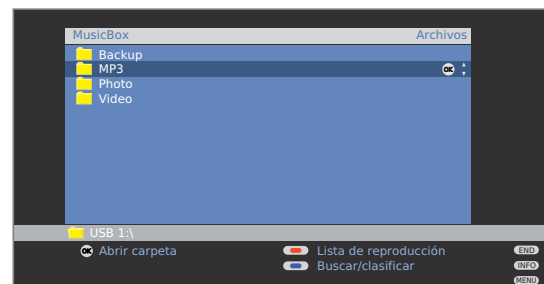 MusicBox Archivos
Backup
MP3 OK
Photo
Video
USB 1:\
OK Abrir carpeta Lista de reproducción END
Buscar/clasificar INFO
MENU